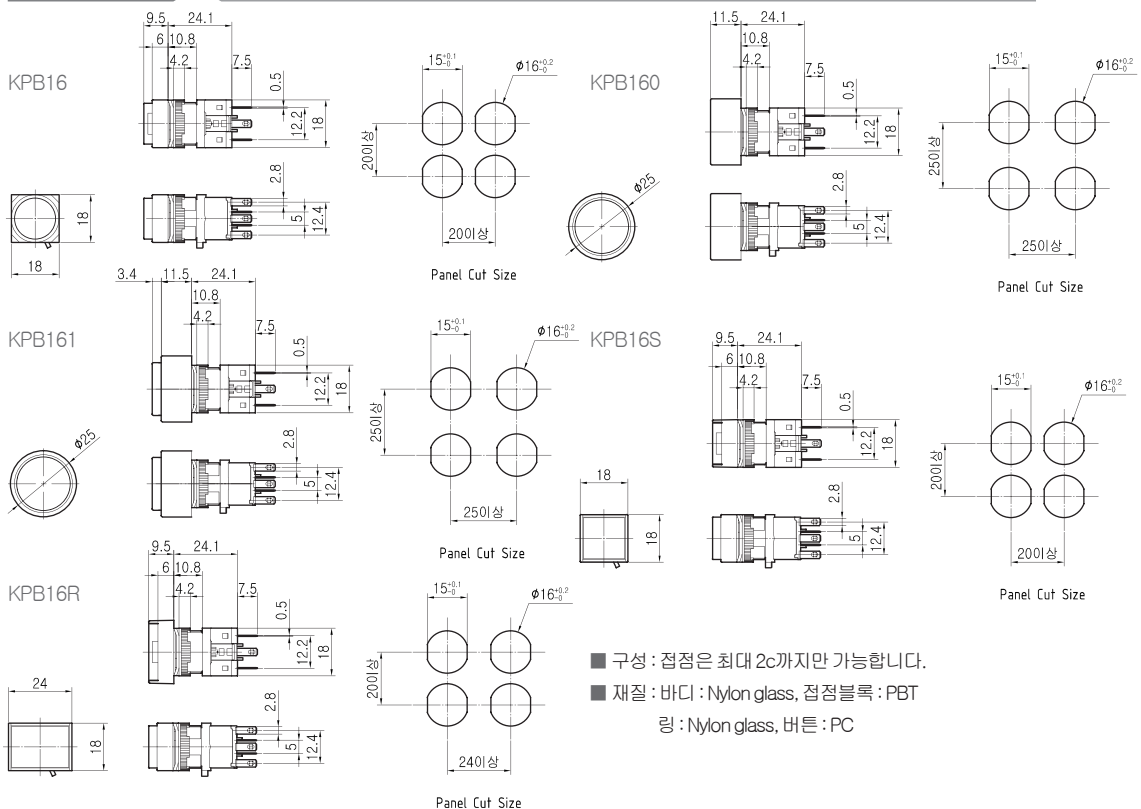 KPB16
9.5 24.1
6 10.8
4.2 7.5
0.5
12.2
18
2.8
5
12.4
18
18
15+0.1-0
Φ16+0.2-0
20이상
20이상
Panel Cut Size
KPB160
11.5 24.1
10.8
4.2 7.5
0.5
12.2
18
2.8
5
12.4
Φ25
15+0.1-0
Φ16+0.2-0
25이상
25이상
Panel Cut Size
KPB161
3.4 11.5 24.1
10.8
4.2 7.5
0.5
12.2
18
2.8
5
12.4
Φ25
15+0.1-0
Φ16+0.2-0
25이상
25이상
Panel Cut Size
KPB16S
9.5 24.1
6 10.8
4.2 7.5
0.5
12.2
18
2.8
5
12.4
18
18
15+0.1-0
Φ16+0.2-0
20이상
20이상
Panel Cut Size
KPB16R
9.5 24.1
6 10.8
4.2 7.5
0.5
12.2
18
2.8
5
12.4
24
18
15+0.1-0
Φ16+0.2-0
20이상
24이상
Panel Cut Size
■ 구성 : 접점은 최대 2c까지만 가능합니다.
■ 재질 : 바디 : Nylon glass, 접점블록 : PBT
링 : Nylon glass, 버튼 : PC